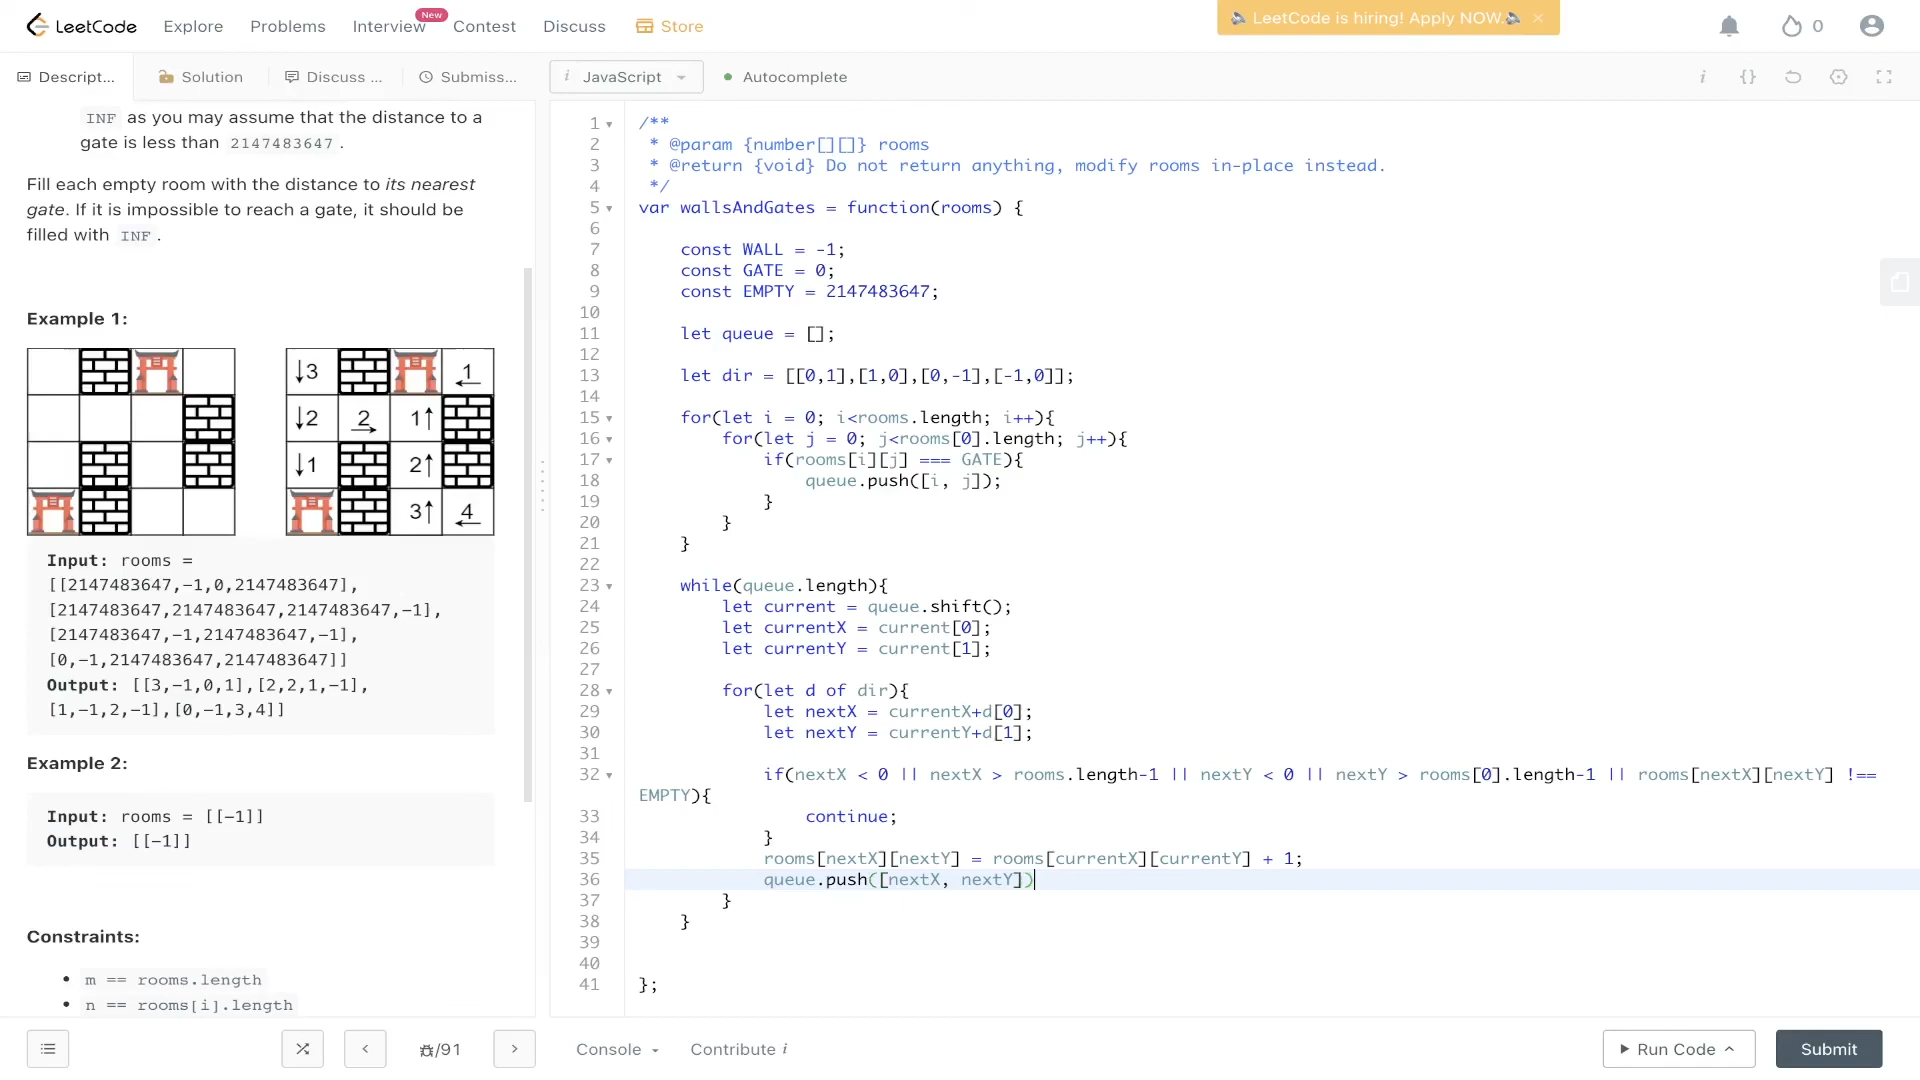 LeetCode Explore Problems Interview New Contest Discuss Store LeetCode is hiring! Apply NOW. × 0
Descript... Solution Discuss ... Submiss... i JavaScript Autocomplete i {}
INF as you may assume that the distance to a
gate is less than 2147483647 .
Fill each empty room with the distance to its nearest
gate. If it is impossible to reach a gate, it should be
filled with INF .
Example 1:
↓3 1 ←
↓2 2 → 1↑
↓1 2↑
3↑ 4 ←
Input: rooms =
[[2147483647,−1,0,2147483647],
[2147483647,2147483647,2147483647,−1],
[2147483647,−1,2147483647,−1],
[0,−1,2147483647,2147483647]]
Output: [[3,−1,0,1],[2,2,1,−1],
[1,−1,2,−1],[0,−1,3,4]]
Example 2:
Input: rooms = [[−1]]
Output: [[−1]]
Constraints:
• m == rooms.length
• n == rooms[i].length
1 /**
2 * @param {number[][]} rooms
3 * @return {void} Do not return anything, modify rooms in-place instead.
4 */
5 var wallsAndGates = function(rooms) {
6
7 const WALL = -1;
8 const GATE = 0;
9 const EMPTY = 2147483647;
10
11 let queue = [];
12
13 let dir = [[0,1],[1,0],[0,-1],[-1,0]];
14
15 for(let i = 0; i<rooms.length; i++){
16 for(let j = 0; j<rooms[0].length; j++){
17 if(rooms[i][j] === GATE){
18 queue.push([i, j]);
19 }
20 }
21 }
22
23 while(queue.length){
24 let current = queue.shift();
25 let currentX = current[0];
26 let currentY = current[1];
27
28 for(let d of dir){
29 let nextX = currentX+d[0];
30 let nextY = currentY+d[1];
31
32 if(nextX < 0 || nextX > rooms.length-1 || nextY < 0 || nextY > rooms[0].length-1 || rooms[nextX][nextY] !==
EMPTY){
33 continue;
34 }
35 rooms[nextX][nextY] = rooms[currentX][currentY] + 1;
36 queue.push([nextX, nextY])
37 }
38 }
39
40
41 };
/91 Console Contribute i Run Code Submit